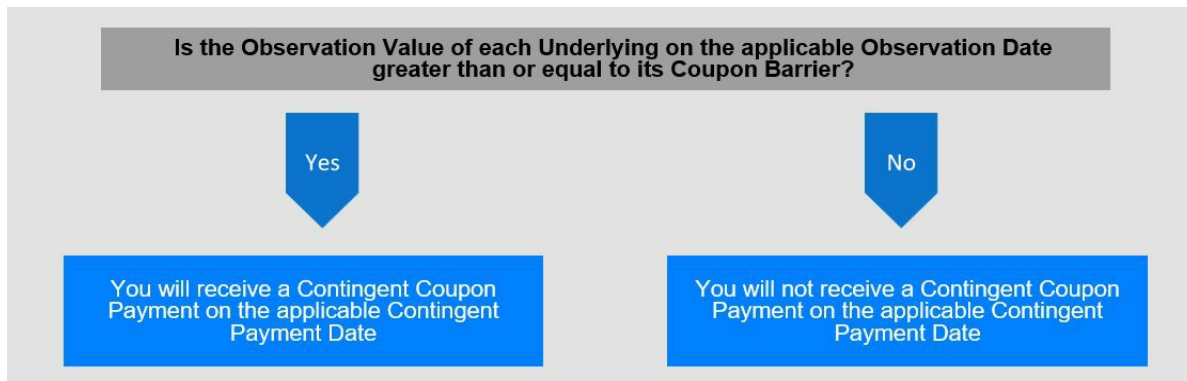 Is the Observation Value of each Underlying on the applicable Observation Date
greater than or equal to its Coupon Barrier?
Yes
No
You will receive a Contingent Coupon
Payment on the applicable Contingent
Payment Date
You will not receive a Contingent Coupon
Payment on the applicable Contingent
Payment Date